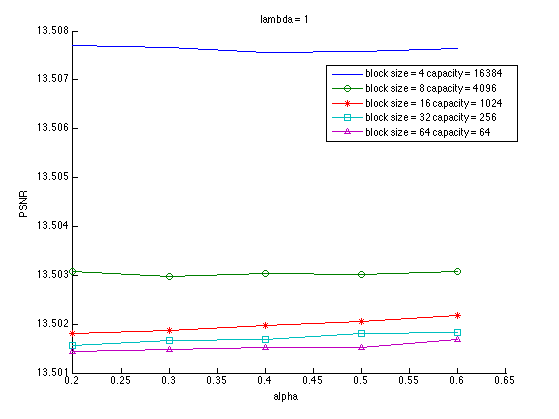 lambda = 1
13.508
13.507
13.506
13.505
13.504
13.503
13.502
13.501
PSNR
block size = 4 capacity = 16384
block size = 8 capacity = 4096
block size = 16 capacity = 1024
block size = 32 capacity = 256
block size = 64 capacity = 64
0.2 0.25 0.3 0.35 0.4 0.45 0.5 0.55 0.6 0.65
alpha